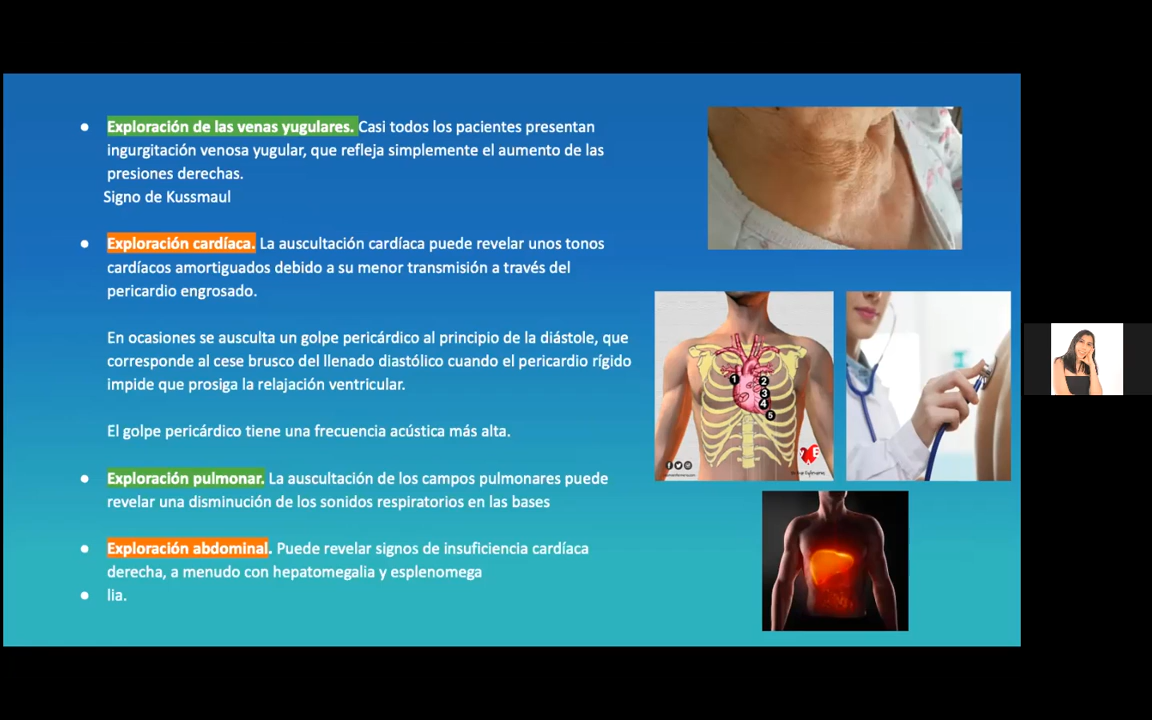 Exploración de las venas yugulares. Casi todos los pacientes presentan
ingurgitación venosa yugular, que refleja simplemente el aumento de las
presiones derechas.
Signo de Kussmaul
Exploración cardíaca. La auscultación cardíaca puede revelar unos tonos
cardíacos amortiguados debido a su menor transmisión a través del
pericardio engrosado.
En ocasiones se ausculta un golpe pericárdico al principio de la diástole, que
corresponde al cese brusco del llenado diastólico cuando el pericardio rígido
impide que prosiga la relajación ventricular.
El golpe pericárdico tiene una frecuencia acústica más alta.
Exploración pulmonar. La auscultación de los campos pulmonares puede
revelar una disminución de los sonidos respiratorios en las bases
Exploración abdominal. Puede revelar signos de insuficiencia cardíaca
derecha, a menudo con hepatomegalia y esplenomega
lia.
1
2
3
4
5